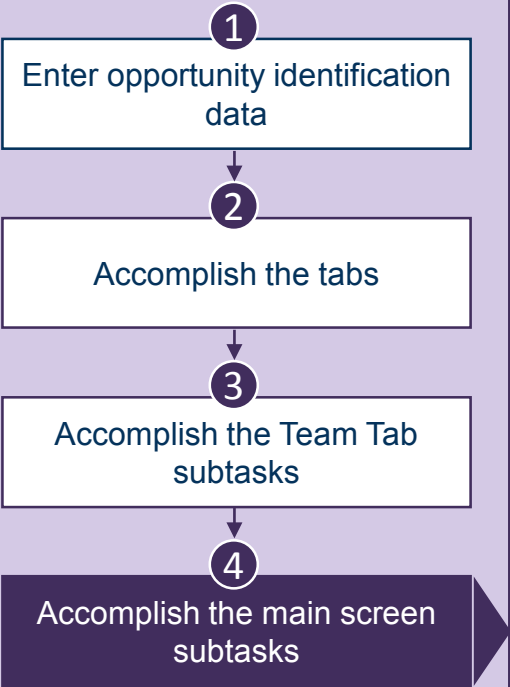 1
Enter opportunity identification
data
2
Accomplish the tabs
3
Accomplish the Team Tab
subtasks
4
Accomplish the main screen
subtasks